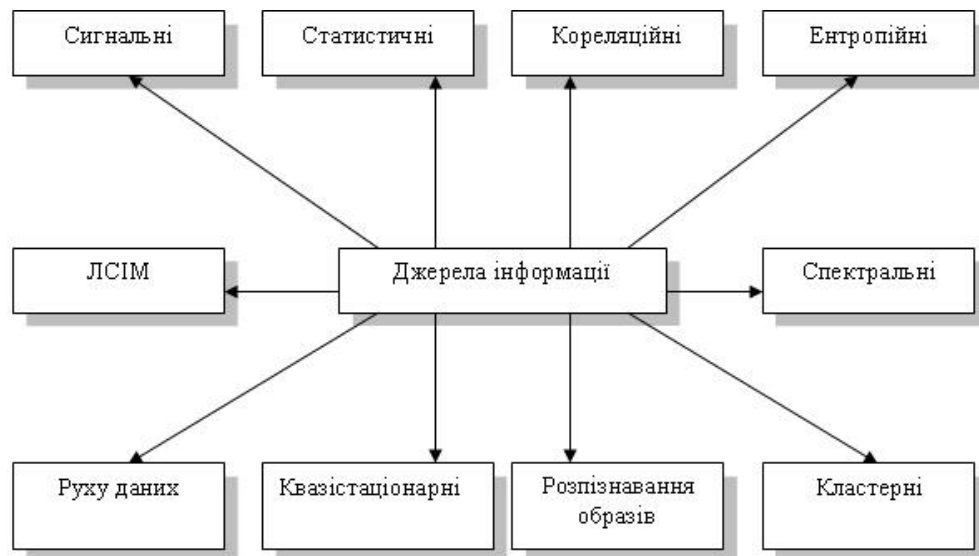 Сигнальні
Статистичні
Кореляційні
Ентропійні
ЛСІМ
Джерела інформації
Спектральні
Руху даних
Квазістаціонарні
Розпізнавання
образів
Кластерні